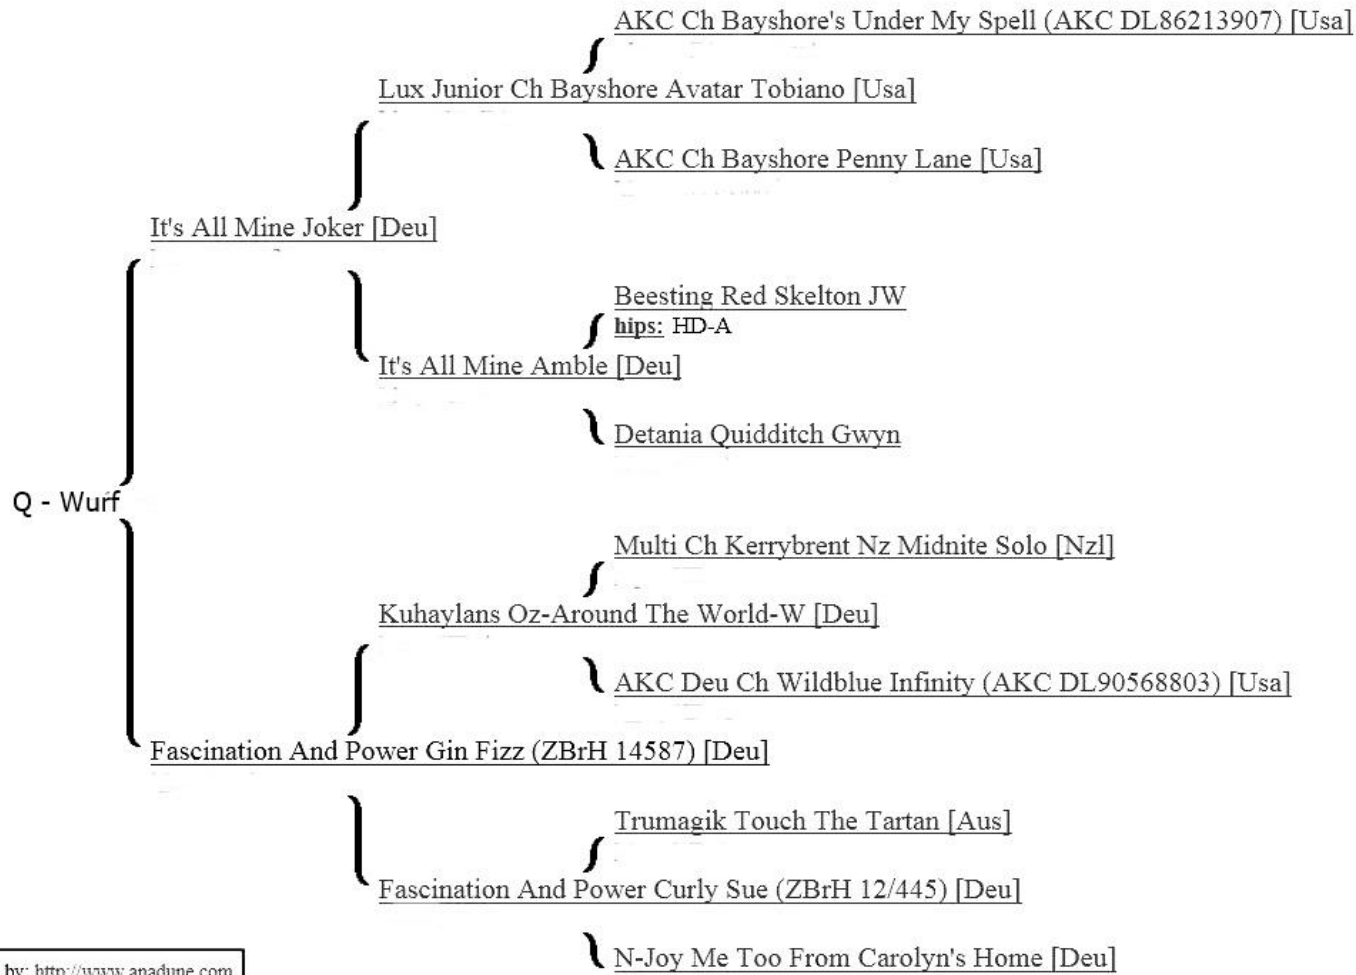 AKC Ch Bayshore's Under My Spell (AKC DL86213907) [Usa]
Lux Junior Ch Bayshore Avatar Tobiano [Usa]
AKC Ch Bayshore Penny Lane [Usa]
It's All Mine Joker [Deu]
Beesting Red Skelton JW
hips: HD-A
It's All Mine Amble [Deu]
Detania Quidditch Gwyn
Q - Wurf
Multi Ch Kerrybrent Nz Midnite Solo [Nzl]
Kuhaylans Oz-Around The World-W [Deu]
AKC Deu Ch Wildblue Infinity (AKC DL90568803) [Usa]
Fascination And Power Gin Fizz (ZBrH 14587) [Deu]
Trumagik Touch The Tartan [Aus]
Fascination And Power Curly Sue (ZBrH 12/445) [Deu]
N-Joy Me Too From Carolyn's Home [Deu]
by: http://www.anadune.com